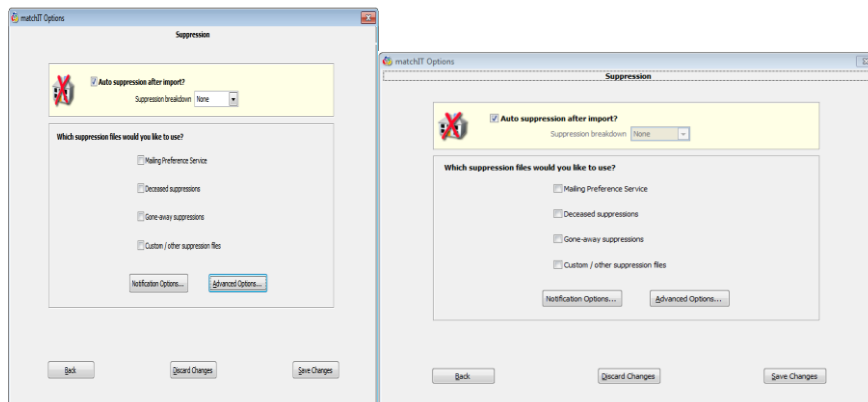 matchIT Options
Suppression
Auto suppression after import?
Suppression breakdown None
Which suppression files would you like to use?
Mailing Preference Service
Deceased suppressions
Gone-away suppressions
Custom / other suppression files
Notification Options... Advanced Options...
Back Discard Changes Save Changes
matchIT Options
Suppression
Auto suppression after import?
Suppression breakdown None
Which suppression files would you like to use?
Mailing Preference Service
Deceased suppressions
Gone-away suppressions
Custom / other suppression files
Notification Options... Advanced Options...
Back Discard Changes Save Changes